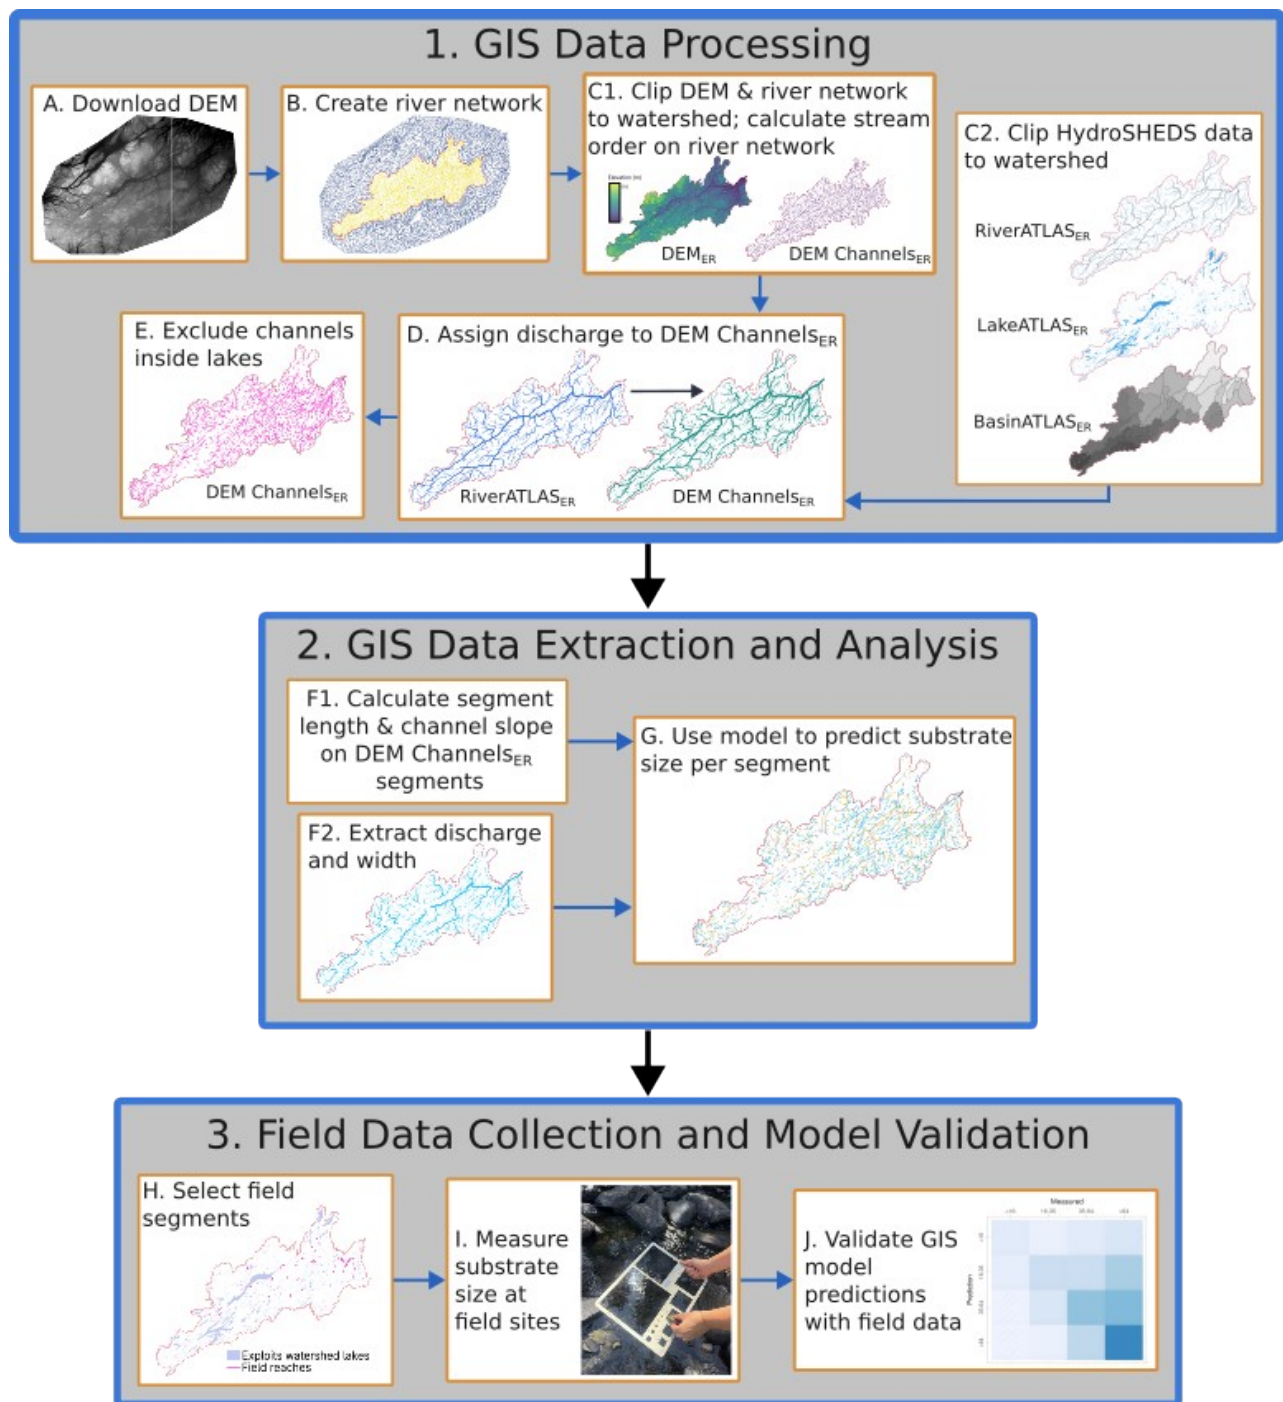 1. GIS Data Processing
A. Download DEM
B. Create river network
C1. Clip DEM & river network
to watershed; calculate stream
order on river network
Elevation (m)
DEM_ER
DEM Channels_ER
C2. Clip HydroSHEDS data
to watershed
RiverATLAS_ER
LakeATLAS_ER
BasinATLAS_ER
E. Exclude channels
inside lakes
DEM Channels_ER
D. Assign discharge to DEM Channels_ER
RiverATLAS_ER
DEM Channels_ER
2. GIS Data Extraction and Analysis
F1. Calculate segment
length & channel slope
on DEM Channels_ER
segments
F2. Extract discharge
and width
G. Use model to predict substrate
size per segment
3. Field Data Collection and Model Validation
H. Select field
segments
Exploits watershed lakes
Field reaches
I. Measure
substrate
size at
field sites
J. Validate GIS
model
predictions
with field data
Measured
Prediction